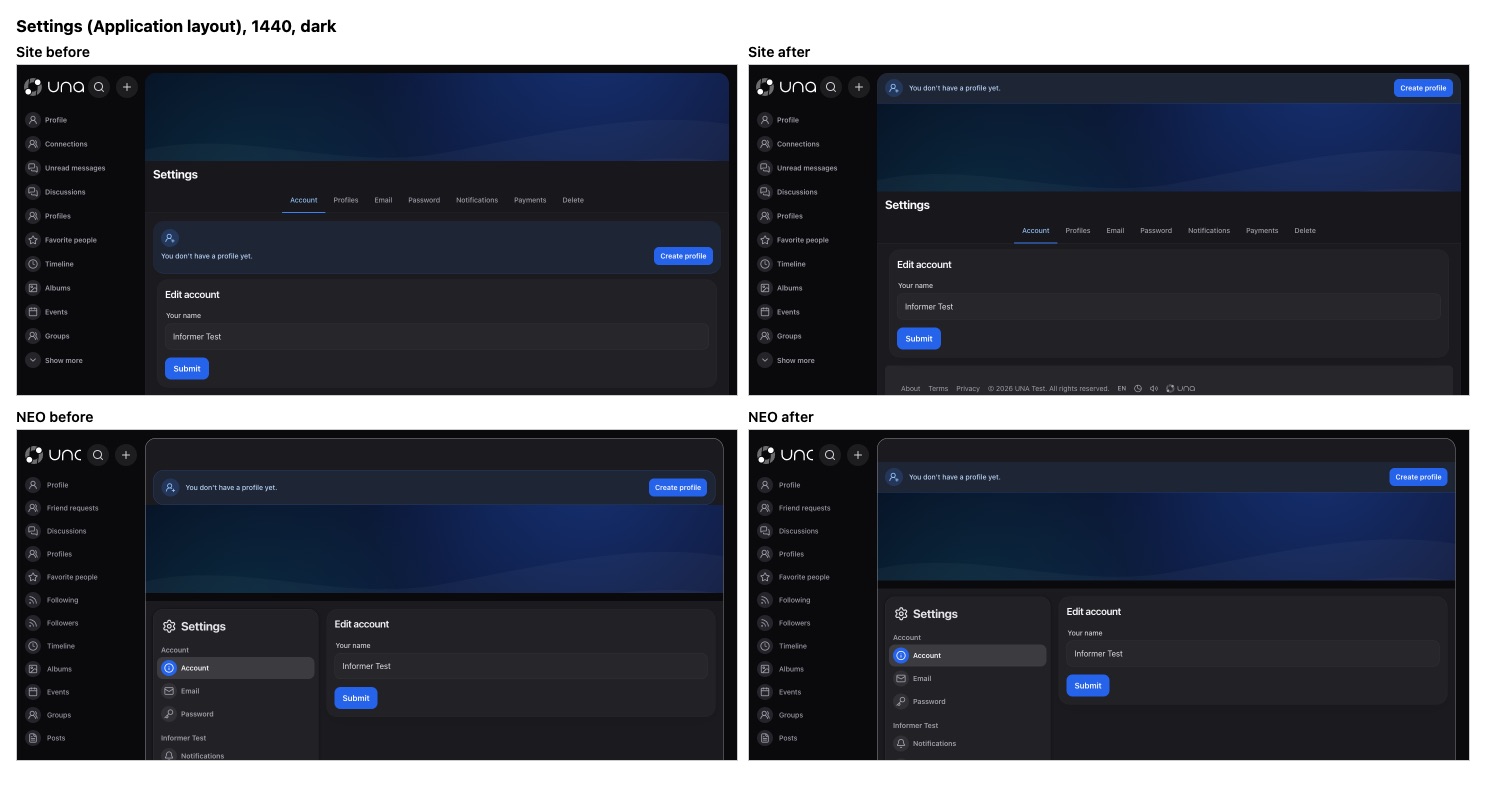 Settings (Application layout), 1440, dark
Site before
una
Profile
Connections
Unread messages
Discussions
Profiles
Favorite people
Timeline
Albums
Events
Groups
Show more
Settings
Account Profiles Email Password Notifications Payments Delete
You don't have a profile yet.
Create profile
Edit account
Your name
Informer Test
Submit
Site after
una
Profile
Connections
Unread messages
Discussions
Profiles
Favorite people
Timeline
Albums
Events
Groups
Show more
You don't have a profile yet.
Create profile
Settings
Account Profiles Email Password Notifications Payments Delete
Edit account
Your name
Informer Test
Submit
About Terms Privacy © 2026 UNA Test. All rights reserved. EN una
NEO before
unc
Profile
Friend requests
Discussions
Profiles
Favorite people
Following
Followers
Timeline
Albums
Events
Groups
Posts
You don't have a profile yet.
Create profile
Settings
Account
Account
Email
Password
Informer Test
Notifications
Edit account
Your name
Informer Test
Submit
NEO after
unc
Profile
Friend requests
Discussions
Profiles
Favorite people
Following
Followers
Timeline
Albums
Events
Groups
Posts
You don't have a profile yet.
Create profile
Settings
Account
Account
Email
Password
Informer Test
Notifications
Edit account
Your name
Informer Test
Submit